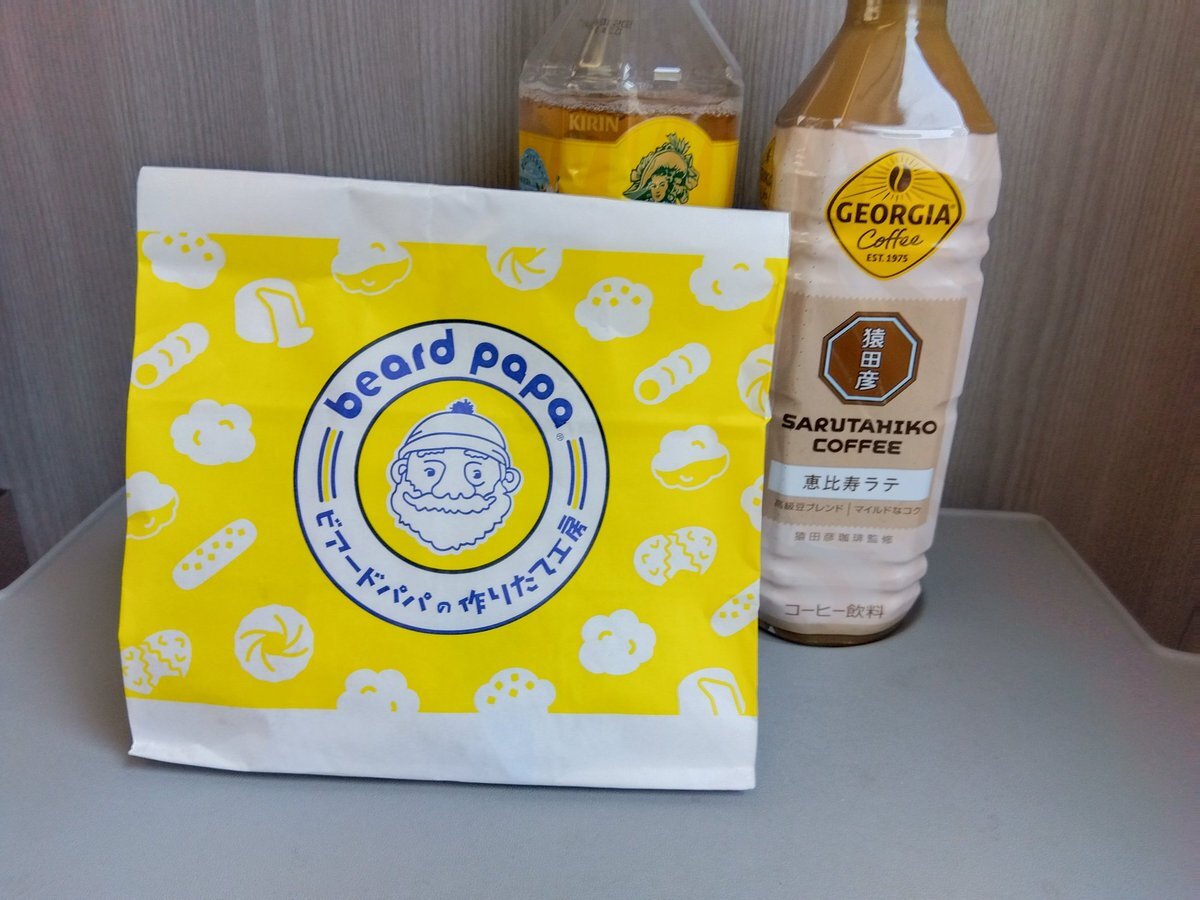 beard papa
ビアードパパの作りたて工房
KIRIN
GEORGIA
Coffee
EST. 1975
猿田彦
SARUTAHIKO
COFFEE
恵比寿ラテ
高級豆ブレンド | マイルドなコク
猿田彦珈琲監修
コーヒー飲料